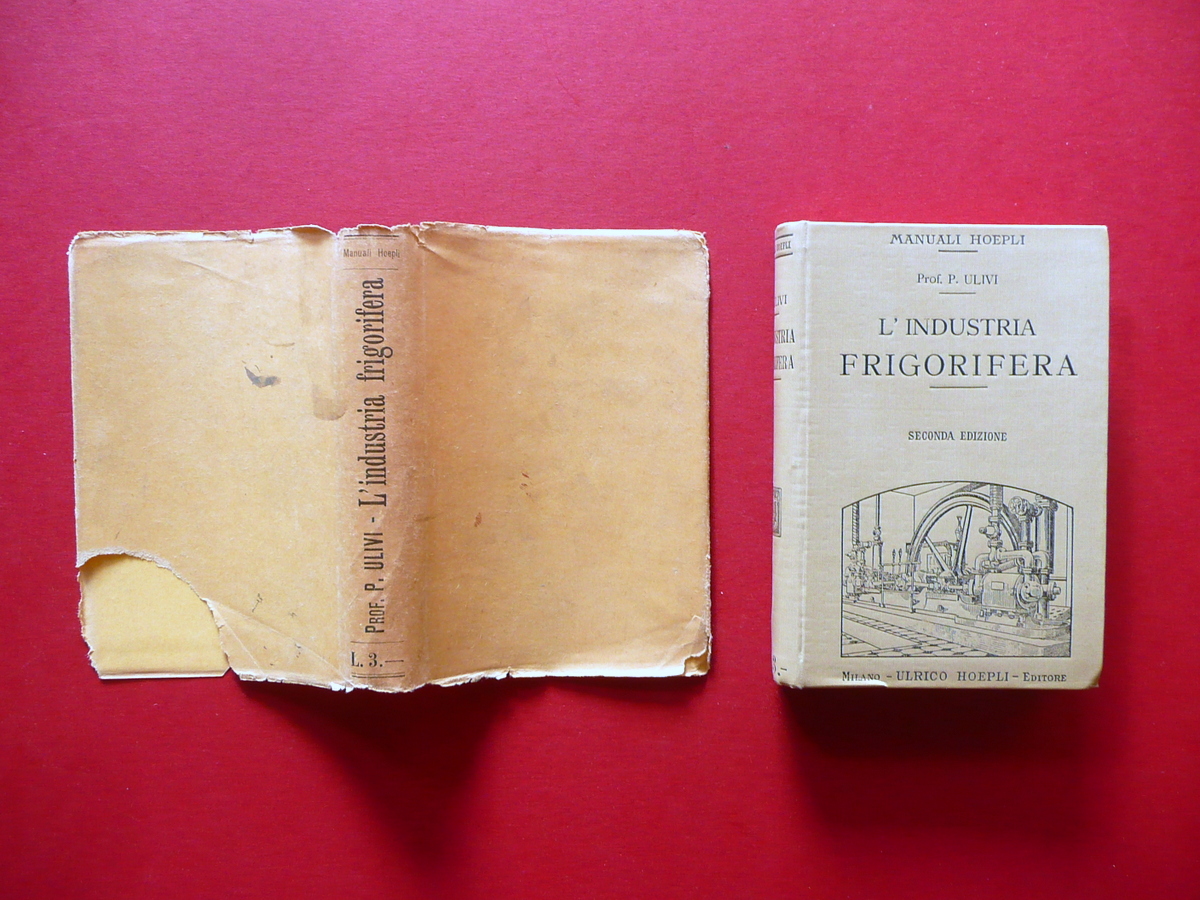 Manuali Hoepli
PROF. P. ULIVI - L'industria frigorifera
L. 3.—
MANUALI HOEPLI
Prof. P. ULIVI
L'INDUSTRIA
FRIGORIFERA
SECONDA EDIZIONE
MILANO - ULRICO HOEPLI - EDITORE